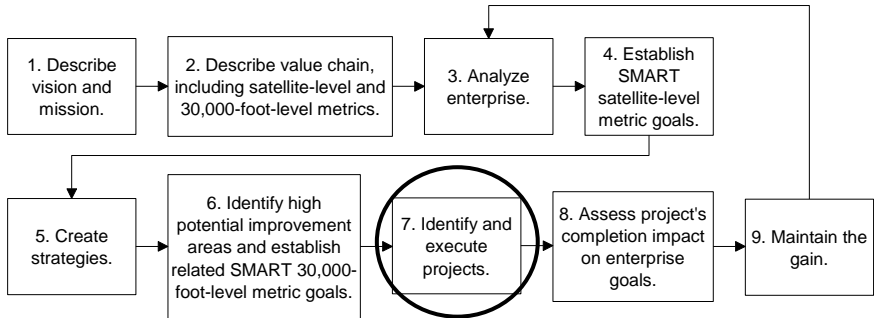 1. Describe
vision and
mission.
2. Describe value chain,
including satellite-level and
30,000-foot-level metrics
3. Analyze
enterprise.
4. Establish
SMART
satellite-level
metric goals.
5. Create
strategies.
6. Identify high
potential improvement
areas and establish
related SMART 30,000-
foot-level metric goals.
7. Identify and
execute
projects.
8. Assess project's
completion impact
on enterprise
goals.
9. Maintain the
gain.